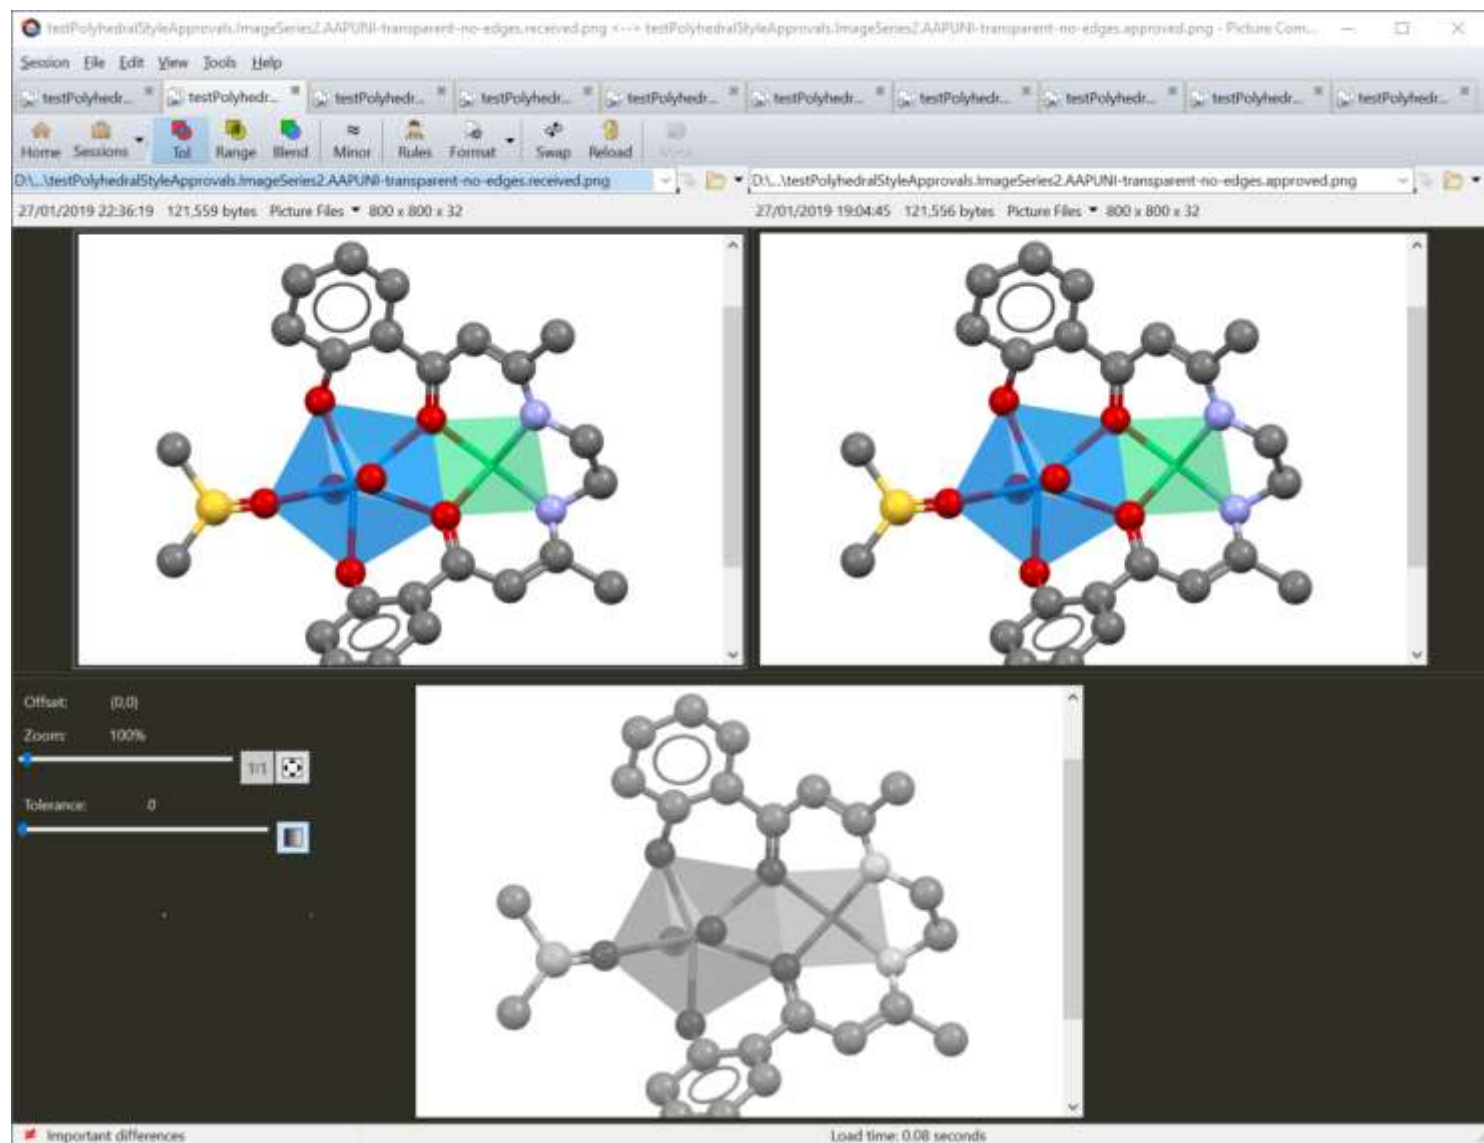 testPolyhedralStyleApprovals.ImageSeries2.AAPUNI-transparent-no-edges.received.png <--> testPolyhedralStyleApprovals.ImageSeries2.AAPUNI-transparent-no-edges.approved.png - Picture Com...
Session File Edit View Tools Help
testPolyhedr... testPolyhedr... testPolyhedr... testPolyhedr... testPolyhedr... testPolyhedr... testPolyhedr... testPolyhedr... testPolyhedr... testPolyhedr...
Home Sessions Tol Range Blend Minor Rules Format Swap Reload
D:\...\testPolyhedralStyleApprovals.ImageSeries2.AAPUNI-transparent-no-edges.received.png D:\...\testPolyhedralStyleApprovals.ImageSeries2.AAPUNI-transparent-no-edges.approved.png
27/01/2019 22:36:19 121,559 bytes Picture Files 800 x 800 x 32 27/01/2019 19:04:45 121,556 bytes Picture Files 800 x 800 x 32
Offset: (0,0)
Zoom: 100%
1:1
Tolerance: 0
Important differences Load time: 0.08 seconds